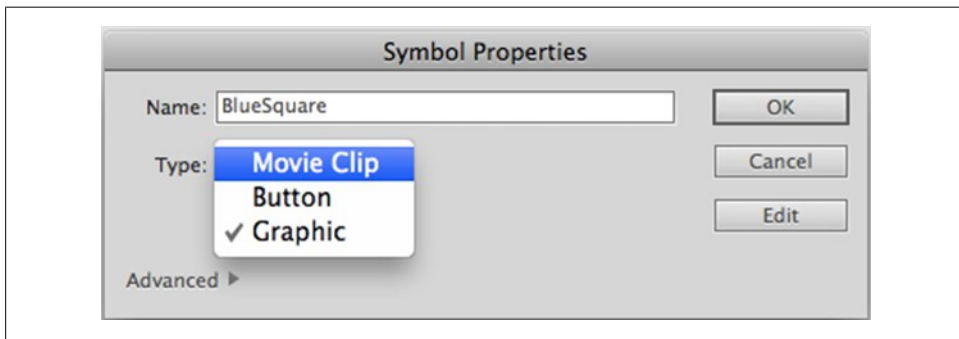 Symbol Properties
Name: BlueSquare
OK
Type: Movie Clip
Cancel
Button
Edit
✓ Graphic
Advanced ▶